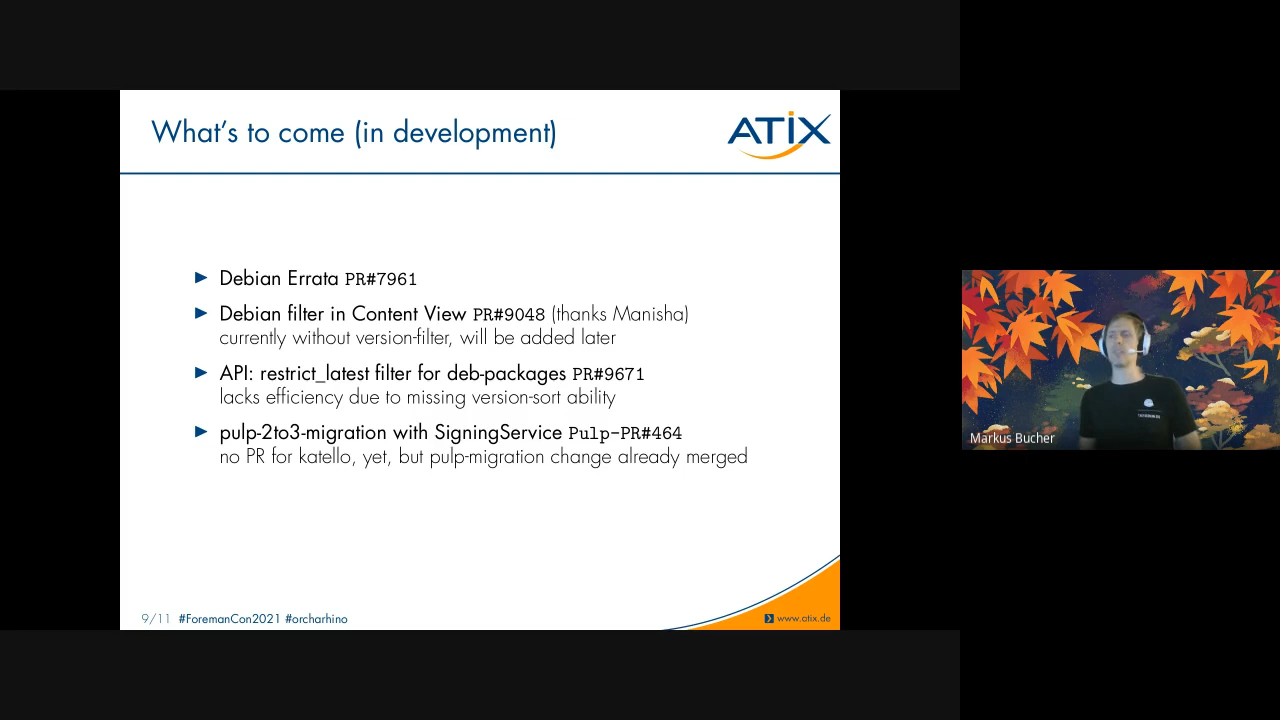 What's to come (in development)
ATIX
► Debian Errata PR#7961
► Debian filter in Content View PR#9048 (thanks Manisha)
currently without version-filter, will be added later
► API: restrict_latest filter for deb-packages PR#9671
lacks efficiency due to missing version-sort ability
► pulp-2to3-migration with SigningService Pulp-PR#464
no PR for katello, yet, but pulp-migration change already merged
9/11 #ForemanCon2021 #orcharhino
www.atix.de
Markus Bucher